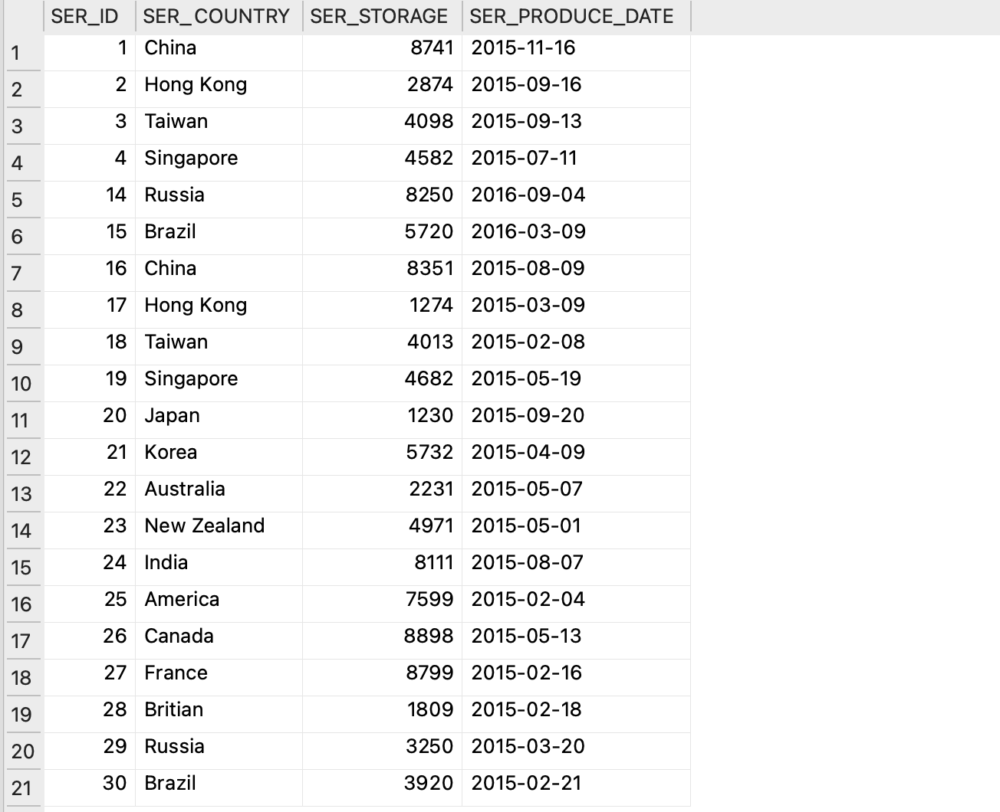 SER_ID SER_COUNTRY SER_STORAGE SER_PRODUCE_DATE
1 1 China 8741 2015-11-16
2 2 Hong Kong 2874 2015-09-16
3 3 Taiwan 4098 2015-09-13
4 4 Singapore 4582 2015-07-11
5 14 Russia 8250 2016-09-04
6 15 Brazil 5720 2016-03-09
7 16 China 8351 2015-08-09
8 17 Hong Kong 1274 2015-03-09
9 18 Taiwan 4013 2015-02-08
10 19 Singapore 4682 2015-05-19
11 20 Japan 1230 2015-09-20
12 21 Korea 5732 2015-04-09
13 22 Australia 2231 2015-05-07
14 23 New Zealand 4971 2015-05-01
15 24 India 8111 2015-08-07
16 25 America 7599 2015-02-04
17 26 Canada 8898 2015-05-13
18 27 France 8799 2015-02-16
19 28 Britian 1809 2015-02-18
20 29 Russia 3250 2015-03-20
21 30 Brazil 3920 2015-02-21